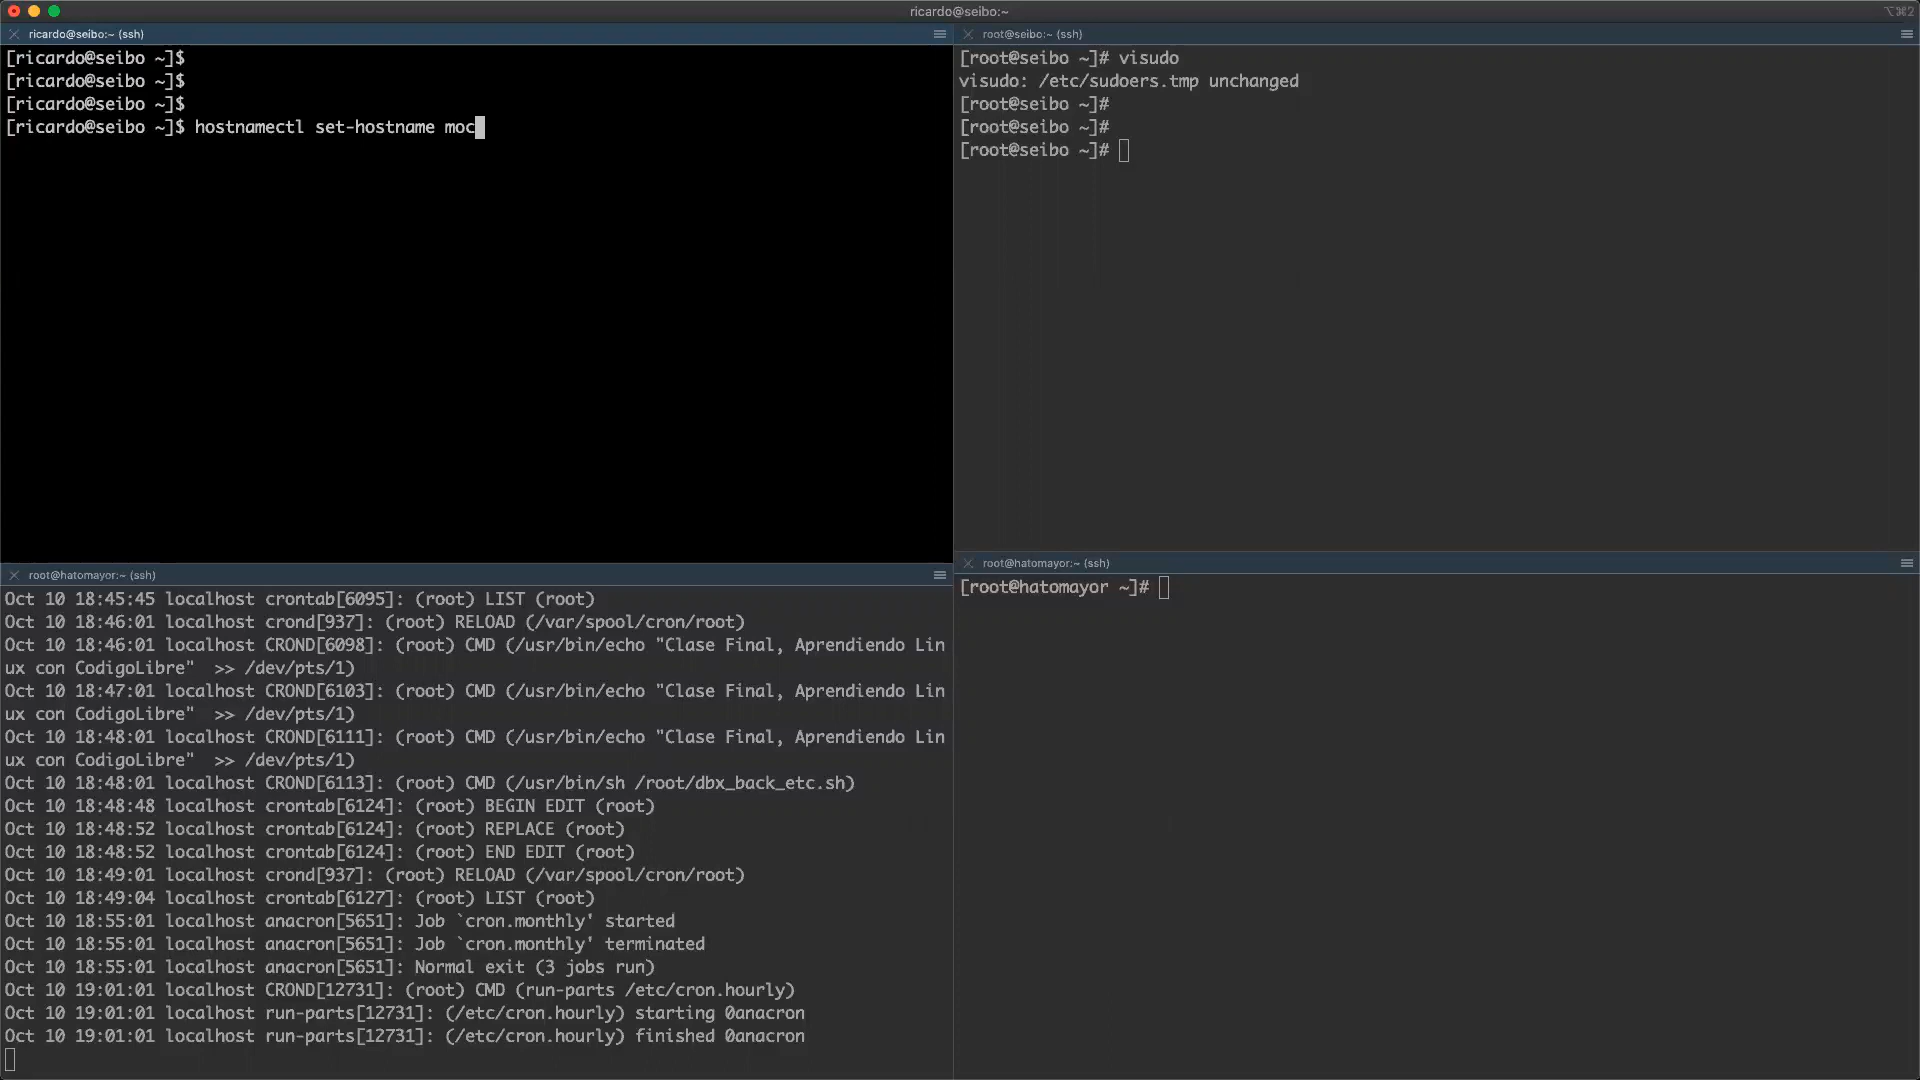 ricardo@seibo:~
⌥⌘2
ricardo@seibo:~ (ssh)
[ricardo@seibo ~]$
[ricardo@seibo ~]$
[ricardo@seibo ~]$
[ricardo@seibo ~]$ hostnamectl set-hostname moc
root@seibo:~ (ssh)
[root@seibo ~]# visudo
visudo: /etc/sudoers.tmp unchanged
[root@seibo ~]#
[root@seibo ~]#
[root@seibo ~]#
root@hatomayor:~ (ssh)
Oct 10 18:45:45 localhost crontab[6095]: (root) LIST (root)
Oct 10 18:46:01 localhost crond[937]: (root) RELOAD (/var/spool/cron/root)
Oct 10 18:46:01 localhost CROND[6098]: (root) CMD (/usr/bin/echo "Clase Final, Aprendiendo Lin
ux con CodigoLibre"  >> /dev/pts/1)
Oct 10 18:47:01 localhost CROND[6103]: (root) CMD (/usr/bin/echo "Clase Final, Aprendiendo Lin
ux con CodigoLibre"  >> /dev/pts/1)
Oct 10 18:48:01 localhost CROND[6111]: (root) CMD (/usr/bin/echo "Clase Final, Aprendiendo Lin
ux con CodigoLibre"  >> /dev/pts/1)
Oct 10 18:48:01 localhost CROND[6113]: (root) CMD (/usr/bin/sh /root/dbx_back_etc.sh)
Oct 10 18:48:48 localhost crontab[6124]: (root) BEGIN EDIT (root)
Oct 10 18:48:52 localhost crontab[6124]: (root) REPLACE (root)
Oct 10 18:48:52 localhost crontab[6124]: (root) END EDIT (root)
Oct 10 18:49:01 localhost crond[937]: (root) RELOAD (/var/spool/cron/root)
Oct 10 18:49:04 localhost crontab[6127]: (root) LIST (root)
Oct 10 18:55:01 localhost anacron[5651]: Job `cron.monthly' started
Oct 10 18:55:01 localhost anacron[5651]: Job `cron.monthly' terminated
Oct 10 18:55:01 localhost anacron[5651]: Normal exit (3 jobs run)
Oct 10 19:01:01 localhost CROND[12731]: (root) CMD (run-parts /etc/cron.hourly)
Oct 10 19:01:01 localhost run-parts[12731]: (/etc/cron.hourly) starting 0anacron
Oct 10 19:01:01 localhost run-parts[12731]: (/etc/cron.hourly) finished 0anacron
root@hatomayor:~ (ssh)
[root@hatomayor ~]#